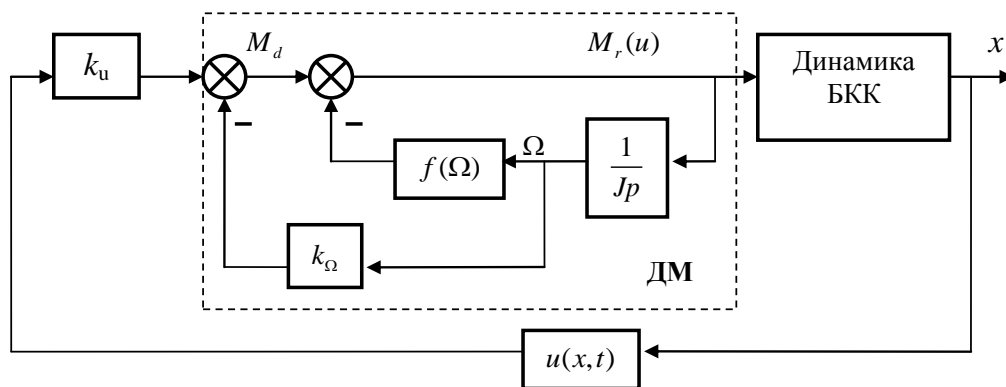 k_u
M_d
M_r(u)
Динамика
БКК
x
–
–
f(Ω)
Ω
1
Jp
k_Ω
ДМ
u(x,t)